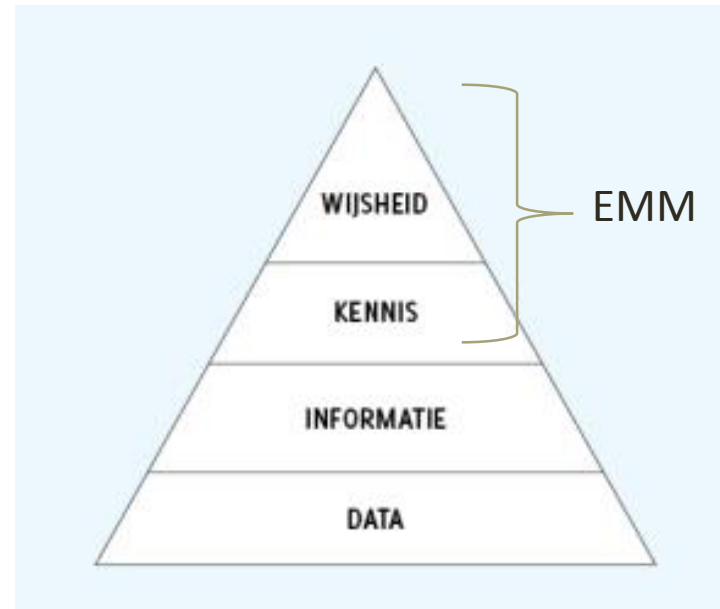 WIJSHEID
EMM
KENNIS
INFORMATIE
DATA